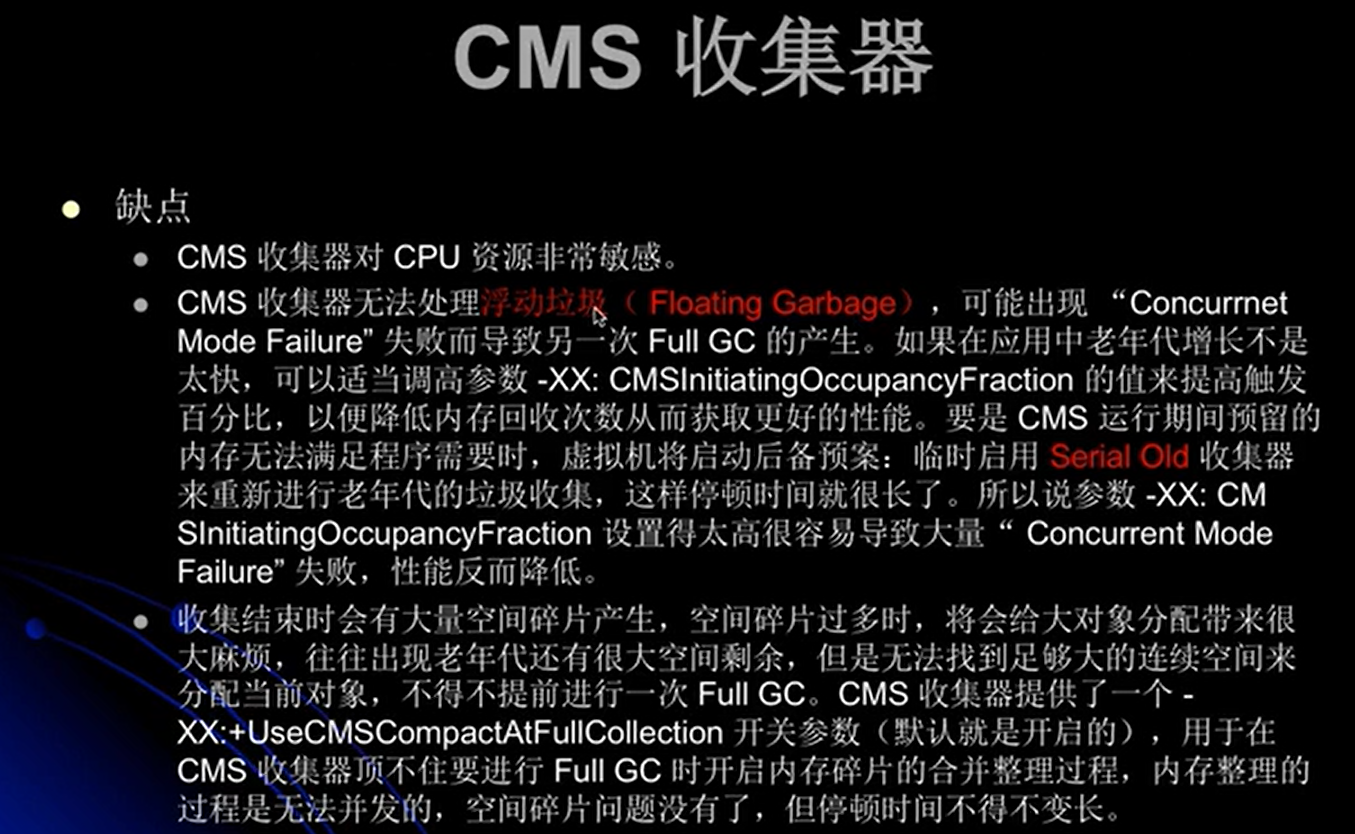 CMS 收集器
缺点
CMS 收集器对 CPU 资源非常敏感。
CMS 收集器无法处理浮动垃圾（ Floating Garbage），可能出现 “Concurrnet
Mode Failure” 失败而导致另一次 Full GC 的产生。如果在应用中老年代增长不是
太快，可以适当调高参数 -XX: CMSInitiatingOccupancyFraction 的值来提高触发
百分比，以便降低内存回收次数从而获取更好的性能。要是 CMS 运行期间预留的
内存无法满足程序需要时，虚拟机将启动后备预案：临时启用 Serial Old 收集器
来重新进行老年代的垃圾收集，这样停顿时间就很长了。所以说参数 -XX: CM
SInitiatingOccupancyFraction 设置得太高很容易导致大量 “ Concurrent Mode
Failure” 失败，性能反而降低。
收集结束时会有大量空间碎片产生，空间碎片过多时，将会给大对象分配带来很
大麻烦，往往出现老年代还有很大空间剩余，但是无法找到足够大的连续空间来
分配当前对象，不得不提前进行一次 Full GC。CMS 收集器提供了一个 -
XX:+UseCMSCompactAtFullCollection 开关参数（默认就是开启的），用于在
CMS 收集器顶不住要进行 Full GC 时开启内存碎片的合并整理过程，内存整理的
过程是无法并发的，空间碎片问题没有了，但停顿时间不得不变长。